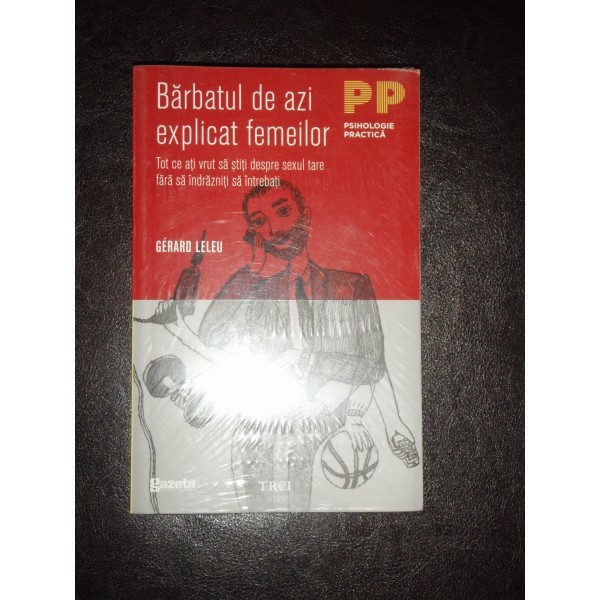 Bărbatul de azi
explicat femeilor
Tot ce ați vrut să știți despre sexul tare
fără să îndrăzniți să întrebați
GÉRARD LELEU
PP
PSIHOLOGIE
PRACTICĂ
gazeta
TREI